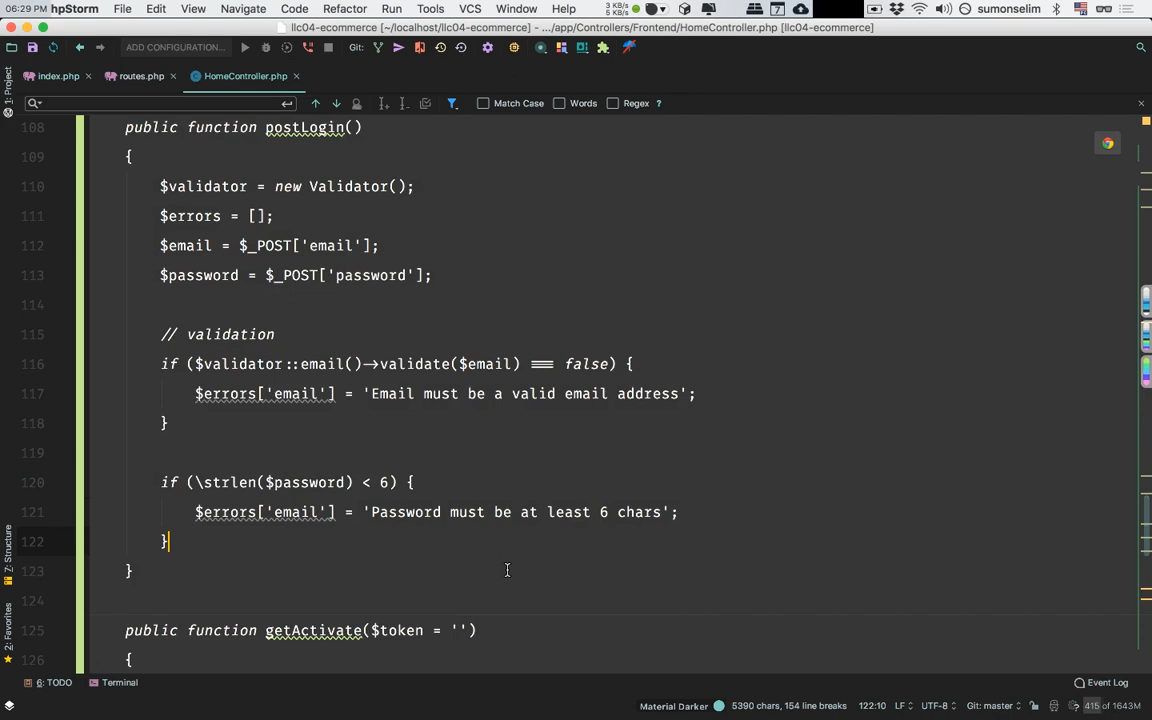 06:29 PM hpStorm File Edit View Navigate Code Refactor Run Tools VCS Window Help 3 KB/s 5 KB/s 7 sumonselim
llc04-ecommerce [~/localhost/llc04-ecommerce] - .../app/Controllers/Frontend/HomeController.php [llc04-ecommerce]
ADD CONFIGURATION... Git:
1: Project index.php routes.php HomeController.php
Match Case Words Regex ?
108 public function postLogin()
109 {
110 $validator = new Validator();
111 $errors = [];
112 $email = $_POST['email'];
113 $password = $_POST['password'];
114
115 // validation
116 if ($validator::email()->validate($email) === false) {
117 $errors['email'] = 'Email must be a valid email address';
118 }
119
120 if (\strlen($password) < 6) {
121 $errors['email'] = 'Password must be at least 6 chars';
122 }
123 }
124
125 public function getActivate($token = '')
126 {
7: Structure
2: Favorites
6: TODO Terminal Event Log
Material Darker 5390 chars, 154 line breaks 122:10 LF UTF-8 Git: master 415 of 1643M